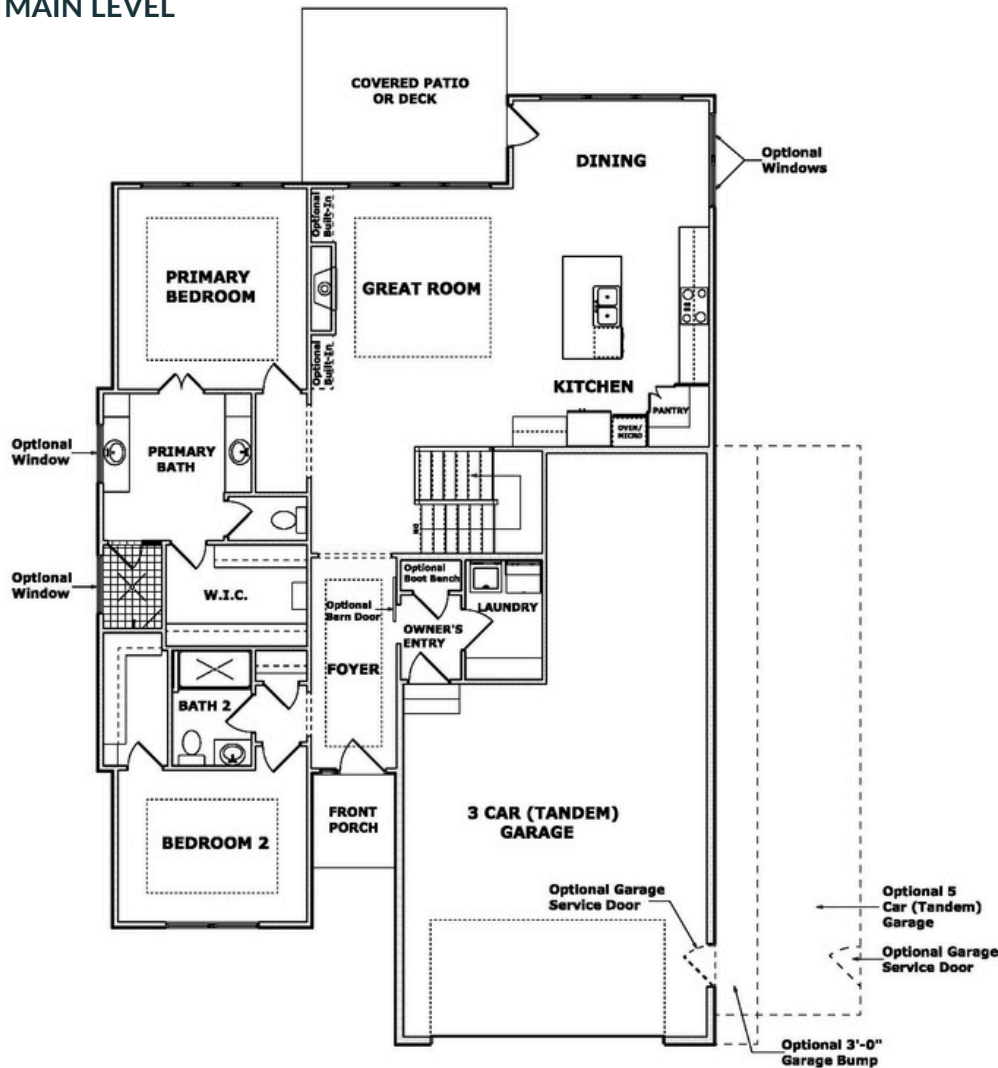 MAIN LEVEL
COVERED PATIO
OR DECK
DINING
Optional
Windows
Optional
Built-In
PRIMARY
BEDROOM
GREAT ROOM
Optional
Built-In
KITCHEN
PANTRY
OVEN/
MICRO
Optional
Window
PRIMARY
BATH
DN
Optional
Window
W.I.C.
Optional
Boot Bench
Optional
Barn Door
LAUNDRY
OWNER'S
ENTRY
FOYER
BATH 2
FRONT
PORCH
3 CAR (TANDEM)
GARAGE
BEDROOM 2
Optional Garage
Service Door
Optional 5
Car (Tandem)
Garage
Optional Garage
Service Door
Optional 3'-0"
Garage Bump